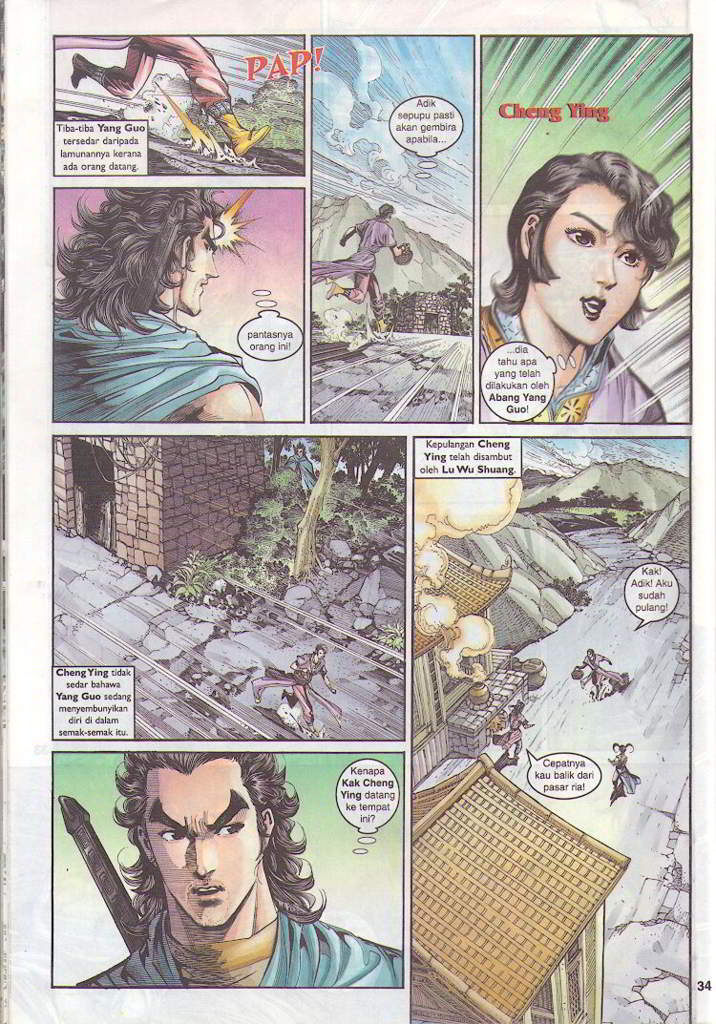 PAP!
Tiba-tiba Yang Guo
tersedar daripada
lamunannya kerana
ada orang datang.
pantasnya
orang ini!
Adik
sepupu pasti
akan gembira
apabila...
Cheng Ying
...dia
tahu apa
yang telah
dilakukan oleh
Abang Yang
Guo!
Cheng Ying tidak
sedar bahawa
Yang Guo sedang
menyembunyikan
diri di dalam
semak-semak itu.
Kenapa
Kak Cheng
Ying datang
ke tempat
ini?
Kepulangan Cheng
Ying telah disambut
oleh Lu Wu Shuang.
Kak!
Adik! Aku
sudah
pulang!
Cepatnya
kau balik dari
pasar ria!
34